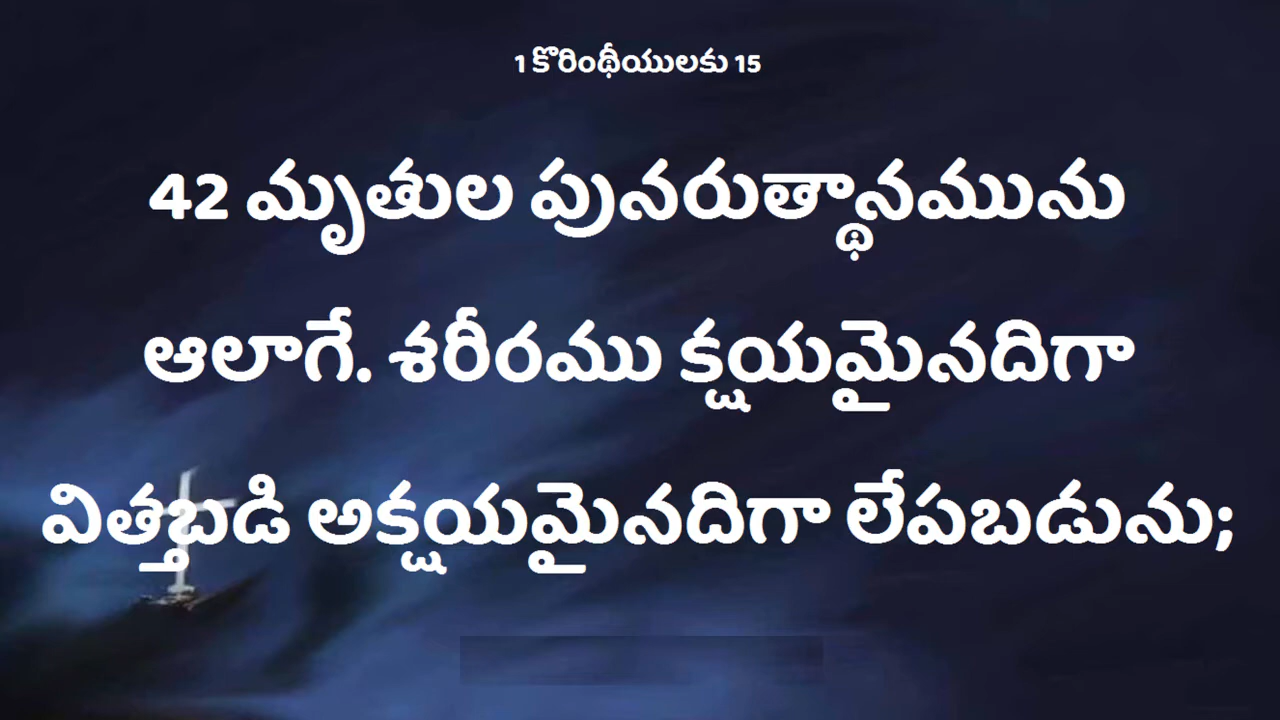 1 కొరింథీయులకు 15
42 మృతుల పునరుత్థానమును
ఆలాగే. శరీరము క్షయమైనదిగా
విత్తబడి అక్షయమైనదిగా లేపబడును;